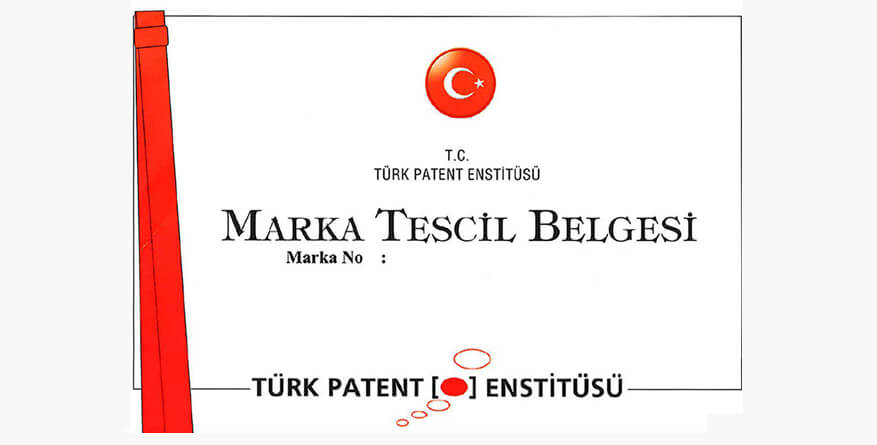 T.C.
TÜRK PATENT ENSTİTÜSÜ
MARKA TESCİL BELGESİ
Marka No :
TÜRK PATENT [ ] ENSTİTÜSÜ